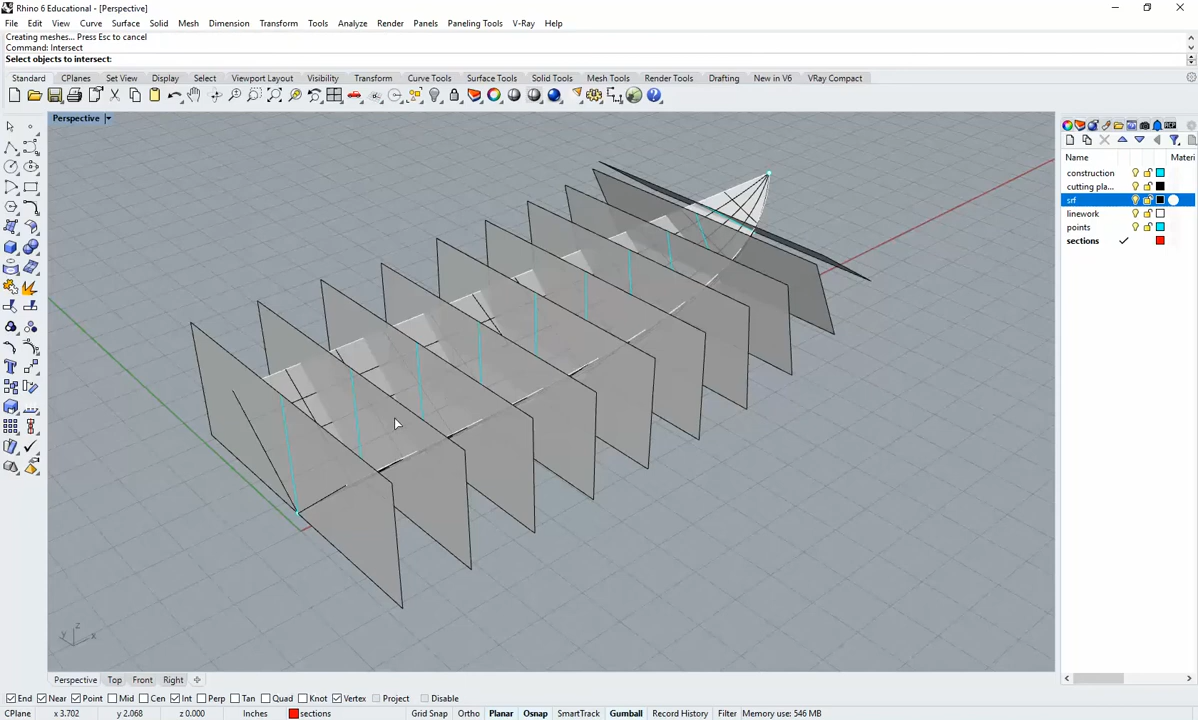 Rhino 6 Educational - [Perspective]
File Edit View Curve Surface Solid Mesh Dimension Transform Tools Analyze Render Panels Paneling Tools V-Ray Help
Creating meshes... Press Esc to cancel
Command: Intersect
Select objects to intersect:
Standard CPlanes Set View Display Select Viewport Layout Visibility Transform Curve Tools Surface Tools Solid Tools Mesh Tools Render Tools Drafting New in V6 VRay Compact
Perspective
Name Materi
construction
cutting pla...
srf
linework
points
sections
y x
Perspective Top Front Right
End Near Point Mid Cen Int Perp Tan Quad Knot Vertex Project Disable
CPlane x 3.702 y 2.068 z 0.000 Inches sections Grid Snap Ortho Planar Osnap SmartTrack Gumball Record History Filter Memory use: 546 MB